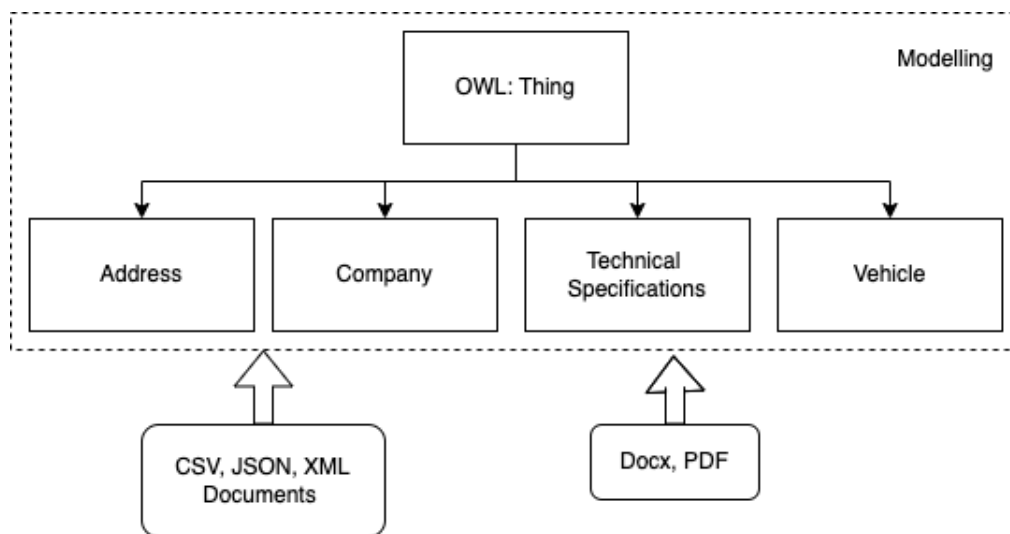 Modelling
OWL: Thing
Address
Company
Technical
Specifications
Vehicle
CSV, JSON, XML
Documents
Docx, PDF